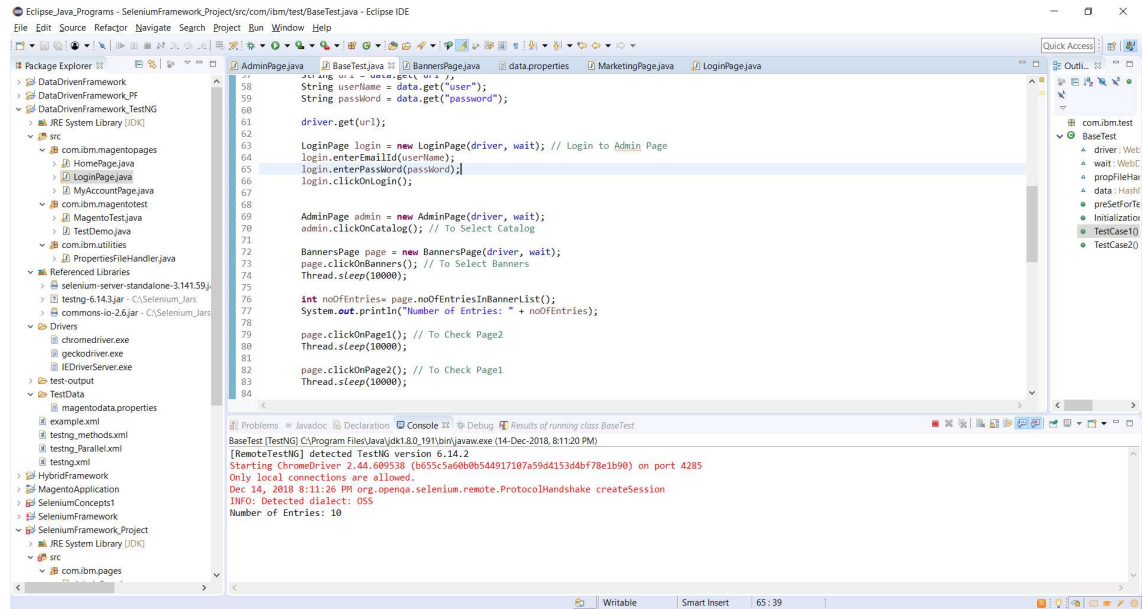 Eclipse_Java_Programs - SeleniumFramework_Project/src/com/ibm/test/BaseTest.java - Eclipse IDE
File Edit Source Refactor Navigate Search Project Run Window Help
Quick Access
Package Explorer
DataDrivenFramework
DataDrivenFramework_PF
DataDrivenFramework_TestNG
JRE System Library [JDK]
src
com.ibm.magentopages
HomePage.java
LoginPage.java
MyAccountPage.java
com.ibm.magentotest
MagentoTest.java
TestDemo.java
com.ibm.utilities
PropertiesFileHandler.java
Referenced Libraries
selenium-server-standalone-3.141.59.j
testng-6.14.3.jar - C:\Selenium_Jars
commons-io-2.6.jar - C:\Selenium_Jars
Drivers
chromedriver.exe
geckodriver.exe
IEDriverServer.exe
test-output
TestData
magentodata.properties
example.xml
testng_methods.xml
testng_Parallel.xml
testng.xml
HybridFramework
MagentoApplication
SeleniumConcepts1
SeleniumFramework
SeleniumFramework_Project
JRE System Library [JDK]
src
com.ibm.pages
AdminPage.java BaseTest.java BannersPage.java data.properties MarketingPage.java LoginPage.java
57 String url = data.get("url");
58 String userName = data.get("user");
59 String passWord = data.get("password");
60
61 driver.get(url);
62
63 LoginPage login = new LoginPage(driver, wait); // Login to Admin Page
64 login.enterEmailId(userName);
65 login.enterPassWord(passWord);
66 login.clickOnLogin();
67
68
69 AdminPage admin = new AdminPage(driver, wait);
70 admin.clickOnCatalog(); // To Select Catalog
71
72 BannersPage page = new BannersPage(driver, wait);
73 page.clickOnBanners(); // To Select Banners
74 Thread.sleep(10000);
75
76 int noOfEntries= page.noOfEntriesInBannerList();
77 System.out.println("Number of Entries: " + noOfEntries);
78
79 page.clickOnPage1(); // To Check Page2
80 Thread.sleep(10000);
81
82 page.clickOnPage2(); // To Check Page1
83 Thread.sleep(10000);
84
Outli...
com.ibm.test
BaseTest
driver : Web
wait : WebD
propFileHar
data : Hash
preSetForTe
Initialization
TestCase1()
TestCase2()
Problems Javadoc Declaration Console Debug Results of running class BaseTest
BaseTest [TestNG] C:\Program Files\Java\jdk1.8.0_191\bin\javaw.exe (14-Dec-2018, 8:11:20 PM)
[RemoteTestNG] detected TestNG version 6.14.2
Starting ChromeDriver 2.44.609538 (b655c5a60b0b544917107a59d4153d4bf78e1b90) on port 4285
Only local connections are allowed.
Dec 14, 2018 8:11:26 PM org.openqa.selenium.remote.ProtocolHandshake createSession
INFO: Detected dialect: OSS
Number of Entries: 10
Writable Smart Insert 65 : 39